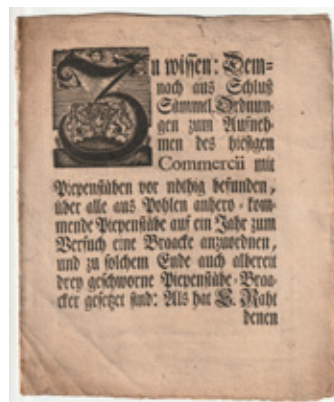 Zu wissen: Dem=
nach aus Schluß
Sämmtl. Ordnun=
gen zum Aufneh=
men des hiesigen
Commercii mit
Piepenstäben vor nöthig befunden,
über alle aus Pohlen anhero=kom=
mende Piepenstäbe auf ein Jahr zum
Versuch eine Braacke anzuordnen,
und zu solchem Ende auch albereit
drey geschworne Piepenstäbe=Braa=
cker gesetzet sind: Als hat E. Raht
denen